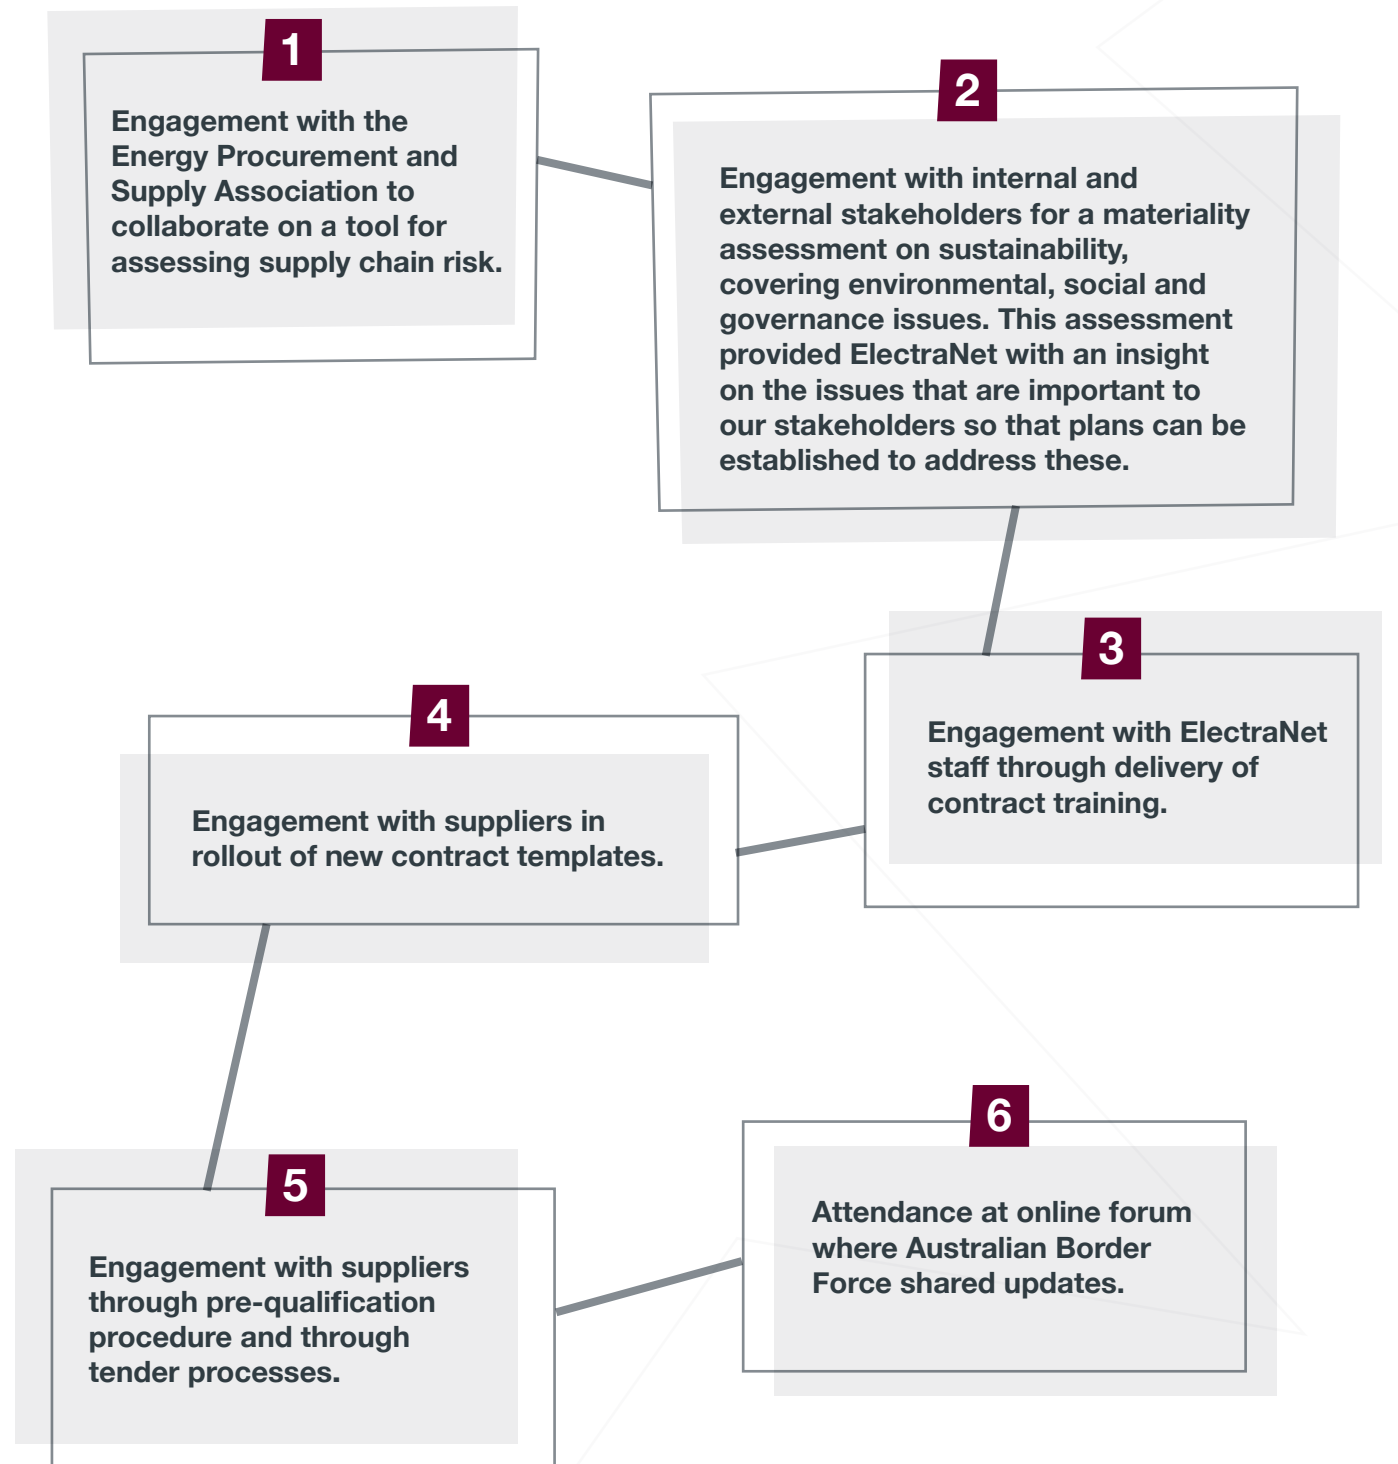 1
Engagement with the
Energy Procurement and
Supply Association to
collaborate on a tool for
assessing supply chain risk.
2
Engagement with internal and
external stakeholders for a materiality
assessment on sustainability,
covering environmental, social and
governance issues. This assessment
provided ElectraNet with an insight
on the issues that are important to
our stakeholders so that plans can be
established to address these.
3
Engagement with ElectraNet
staff through delivery of
contract training.
4
Engagement with suppliers in
rollout of new contract templates.
5
Engagement with suppliers
through pre-qualification
procedure and through
tender processes.
6
Attendance at online forum
where Australian Border
Force shared updates.